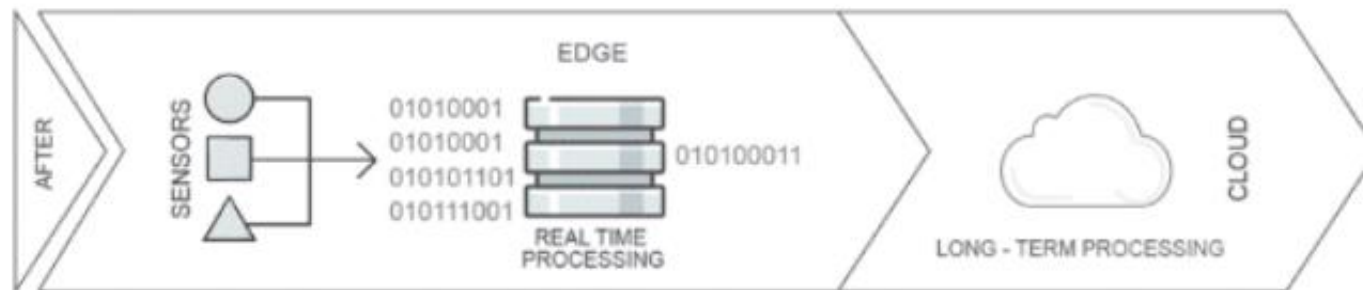 AFTER
SENSORS
EDGE
01010001
01010001
010101101
010111001
010100011
REAL TIME
PROCESSING
CLOUD
LONG - TERM PROCESSING